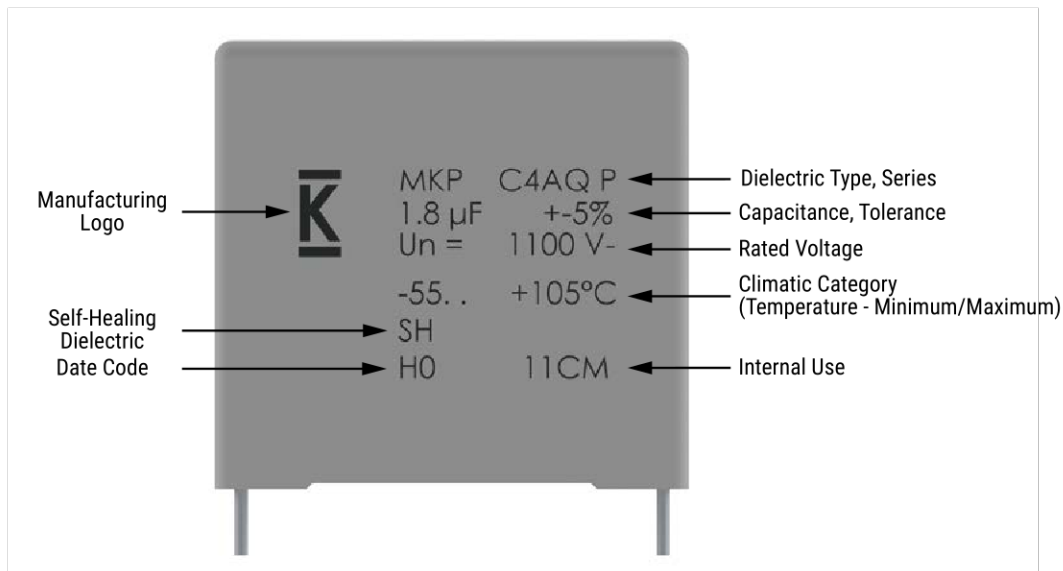 Manufacturing
Logo
Self-Healing
Dielectric
Date Code
K
MKP C4AQ P
1.8 µF +-5%
Un = 1100 V-
-55. . +105°C
SH
H0 11CM
Dielectric Type, Series
Capacitance, Tolerance
Rated Voltage
Climatic Category
(Temperature - Minimum/Maximum)
Internal Use